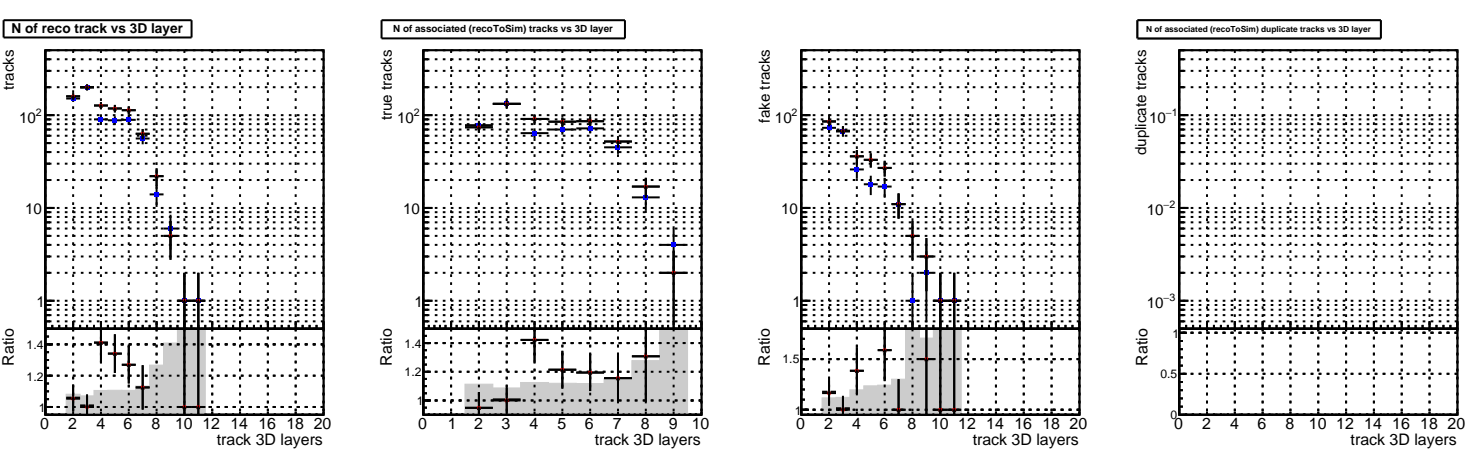 N of reco track vs 3D layer
tracks
10²
10
1
Ratio
1.4
1.2
1
0 2 4 6 8 10 12 14 16 18 20
track 3D layers
N of associated (recoToSim) tracks vs 3D layer
true tracks
10²
10
1
Ratio
1.4
1.2
1
0 1 2 3 4 5 6 7 8 9 10
track 3D layers
fake tracks
10²
10
1
Ratio
1.5
1
0 2 4 6 8 10 12 14 16 18 20
track 3D layers
N of associated (recoToSim) duplicate tracks vs 3D layer
duplicate tracks
10⁻¹
10⁻²
10⁻³
Ratio
1
0.5
0
0 2 4 6 8 10 12 14 16 18 20
track 3D layers